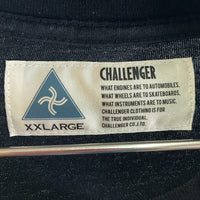 CHALLENGER
WHAT ENGINES ARE TO AUTOMOBILES.
WHAT WHEELS ARE TO SKATEBOARDS.
WHAT INSTRUMENTS ARE TO MUSIC.
CHALLENGER CLOTHING IS FOR
THE TRUE INDIVIDUAL.
CHALLENGER CO.LTD.
XXLARGE